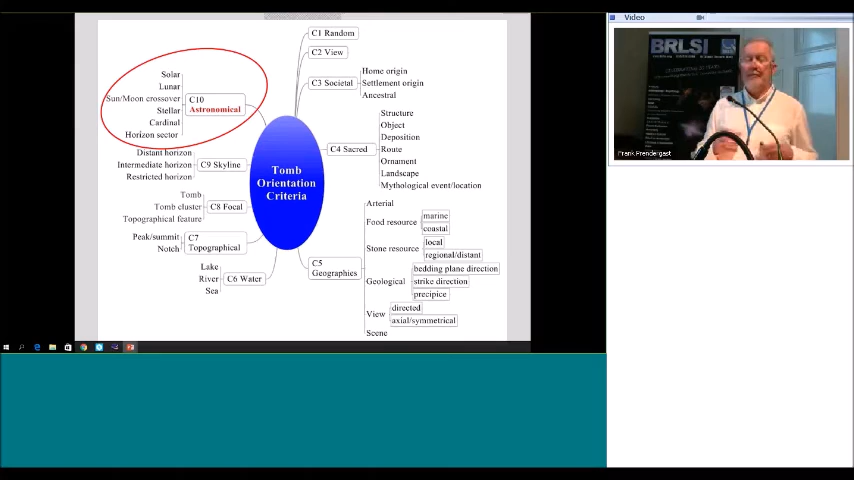 Video
C1 Random
C2 View
C3 Societal
Home origin
Settlement origin
Ancestral
C4 Sacred
Structure
Object
Deposition
Route
Ornament
Landscape
Mythological event/location
C5
Geographics
Arterial
Food resource
marine
coastal
Stone resource
local
regional/distant
Geological
bedding plane direction
strike direction
precipice
View
directed
axial/symmetrical
Scene
C6 Water
Lake
River
Sea
C7
Topographical
Peak/summit
Notch
C8 Focal
Tomb
Tomb cluster
Topographical feature
C9 Skyline
Distant horizon
Intermediate horizon
Restricted horizon
C10
Astronomical
Solar
Lunar
Sun/Moon crossover
Stellar
Cardinal
Horizon sector
Tomb
Orientation
Criteria
BRLSI
Frank Prendergast